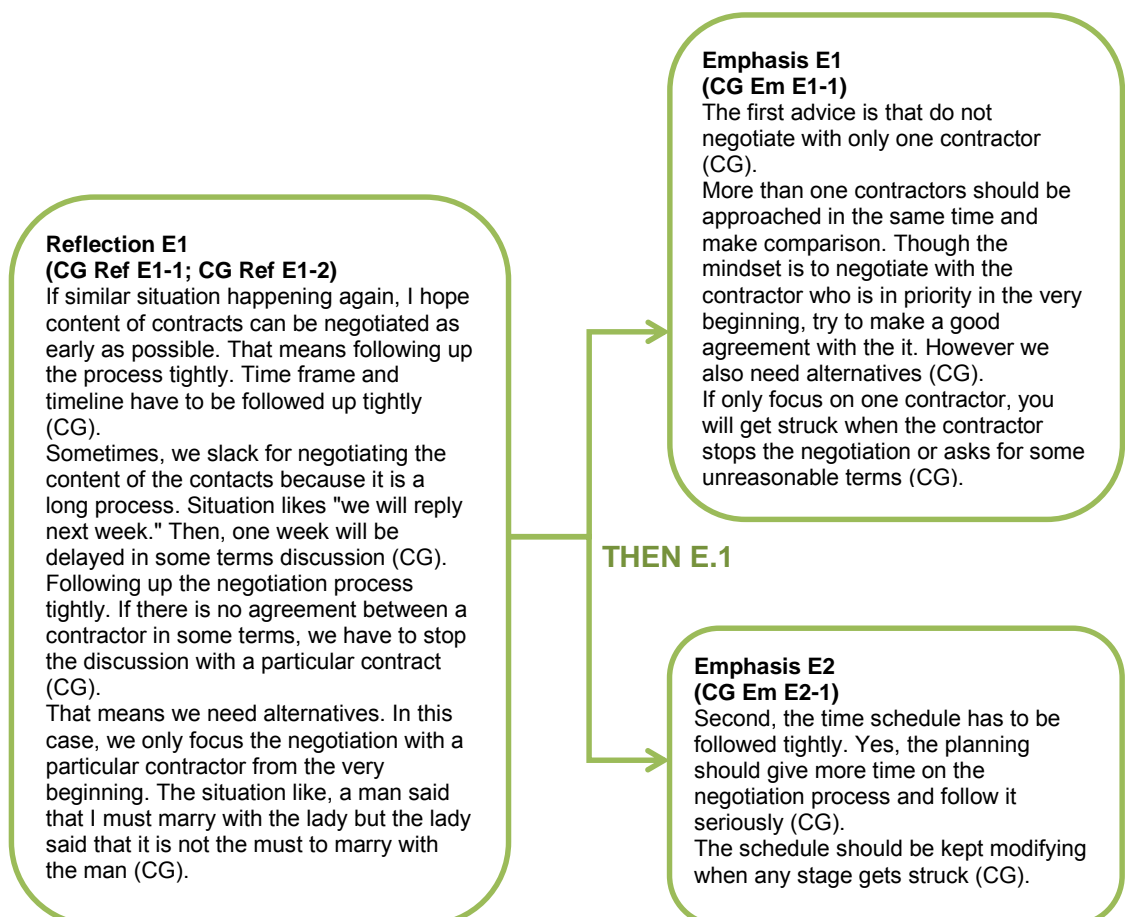 Reflection E1
(CG Ref E1-1; CG Ref E1-2)
If similar situation happening again, I hope
content of contracts can be negotiated as
early as possible. That means following up
the process tightly. Time frame and
timeline have to be followed up tightly
(CG).
Sometimes, we slack for negotiating the
content of the contacts because it is a
long process. Situation likes "we will reply
next week." Then, one week will be
delayed in some terms discussion (CG).
Following up the negotiation process
tightly. If there is no agreement between a
contractor in some terms, we have to stop
the discussion with a particular contract
(CG).
That means we need alternatives. In this
case, we only focus the negotiation with a
particular contractor from the very
beginning. The situation like, a man said
that I must marry with the lady but the lady
said that it is not the must to marry with
the man (CG).
THEN E.1
Emphasis E1
(CG Em E1-1)
The first advice is that do not
negotiate with only one contractor
(CG).
More than one contractors should be
approached in the same time and
make comparison. Though the
mindset is to negotiate with the
contractor who is in priority in the very
beginning, try to make a good
agreement with the it. However we
also need alternatives (CG).
If only focus on one contractor, you
will get struck when the contractor
stops the negotiation or asks for some
unreasonable terms (CG).
Emphasis E2
(CG Em E2-1)
Second, the time schedule has to be
followed tightly. Yes, the planning
should give more time on the
negotiation process and follow it
seriously (CG).
The schedule should be kept modifying
when any stage gets struck (CG).